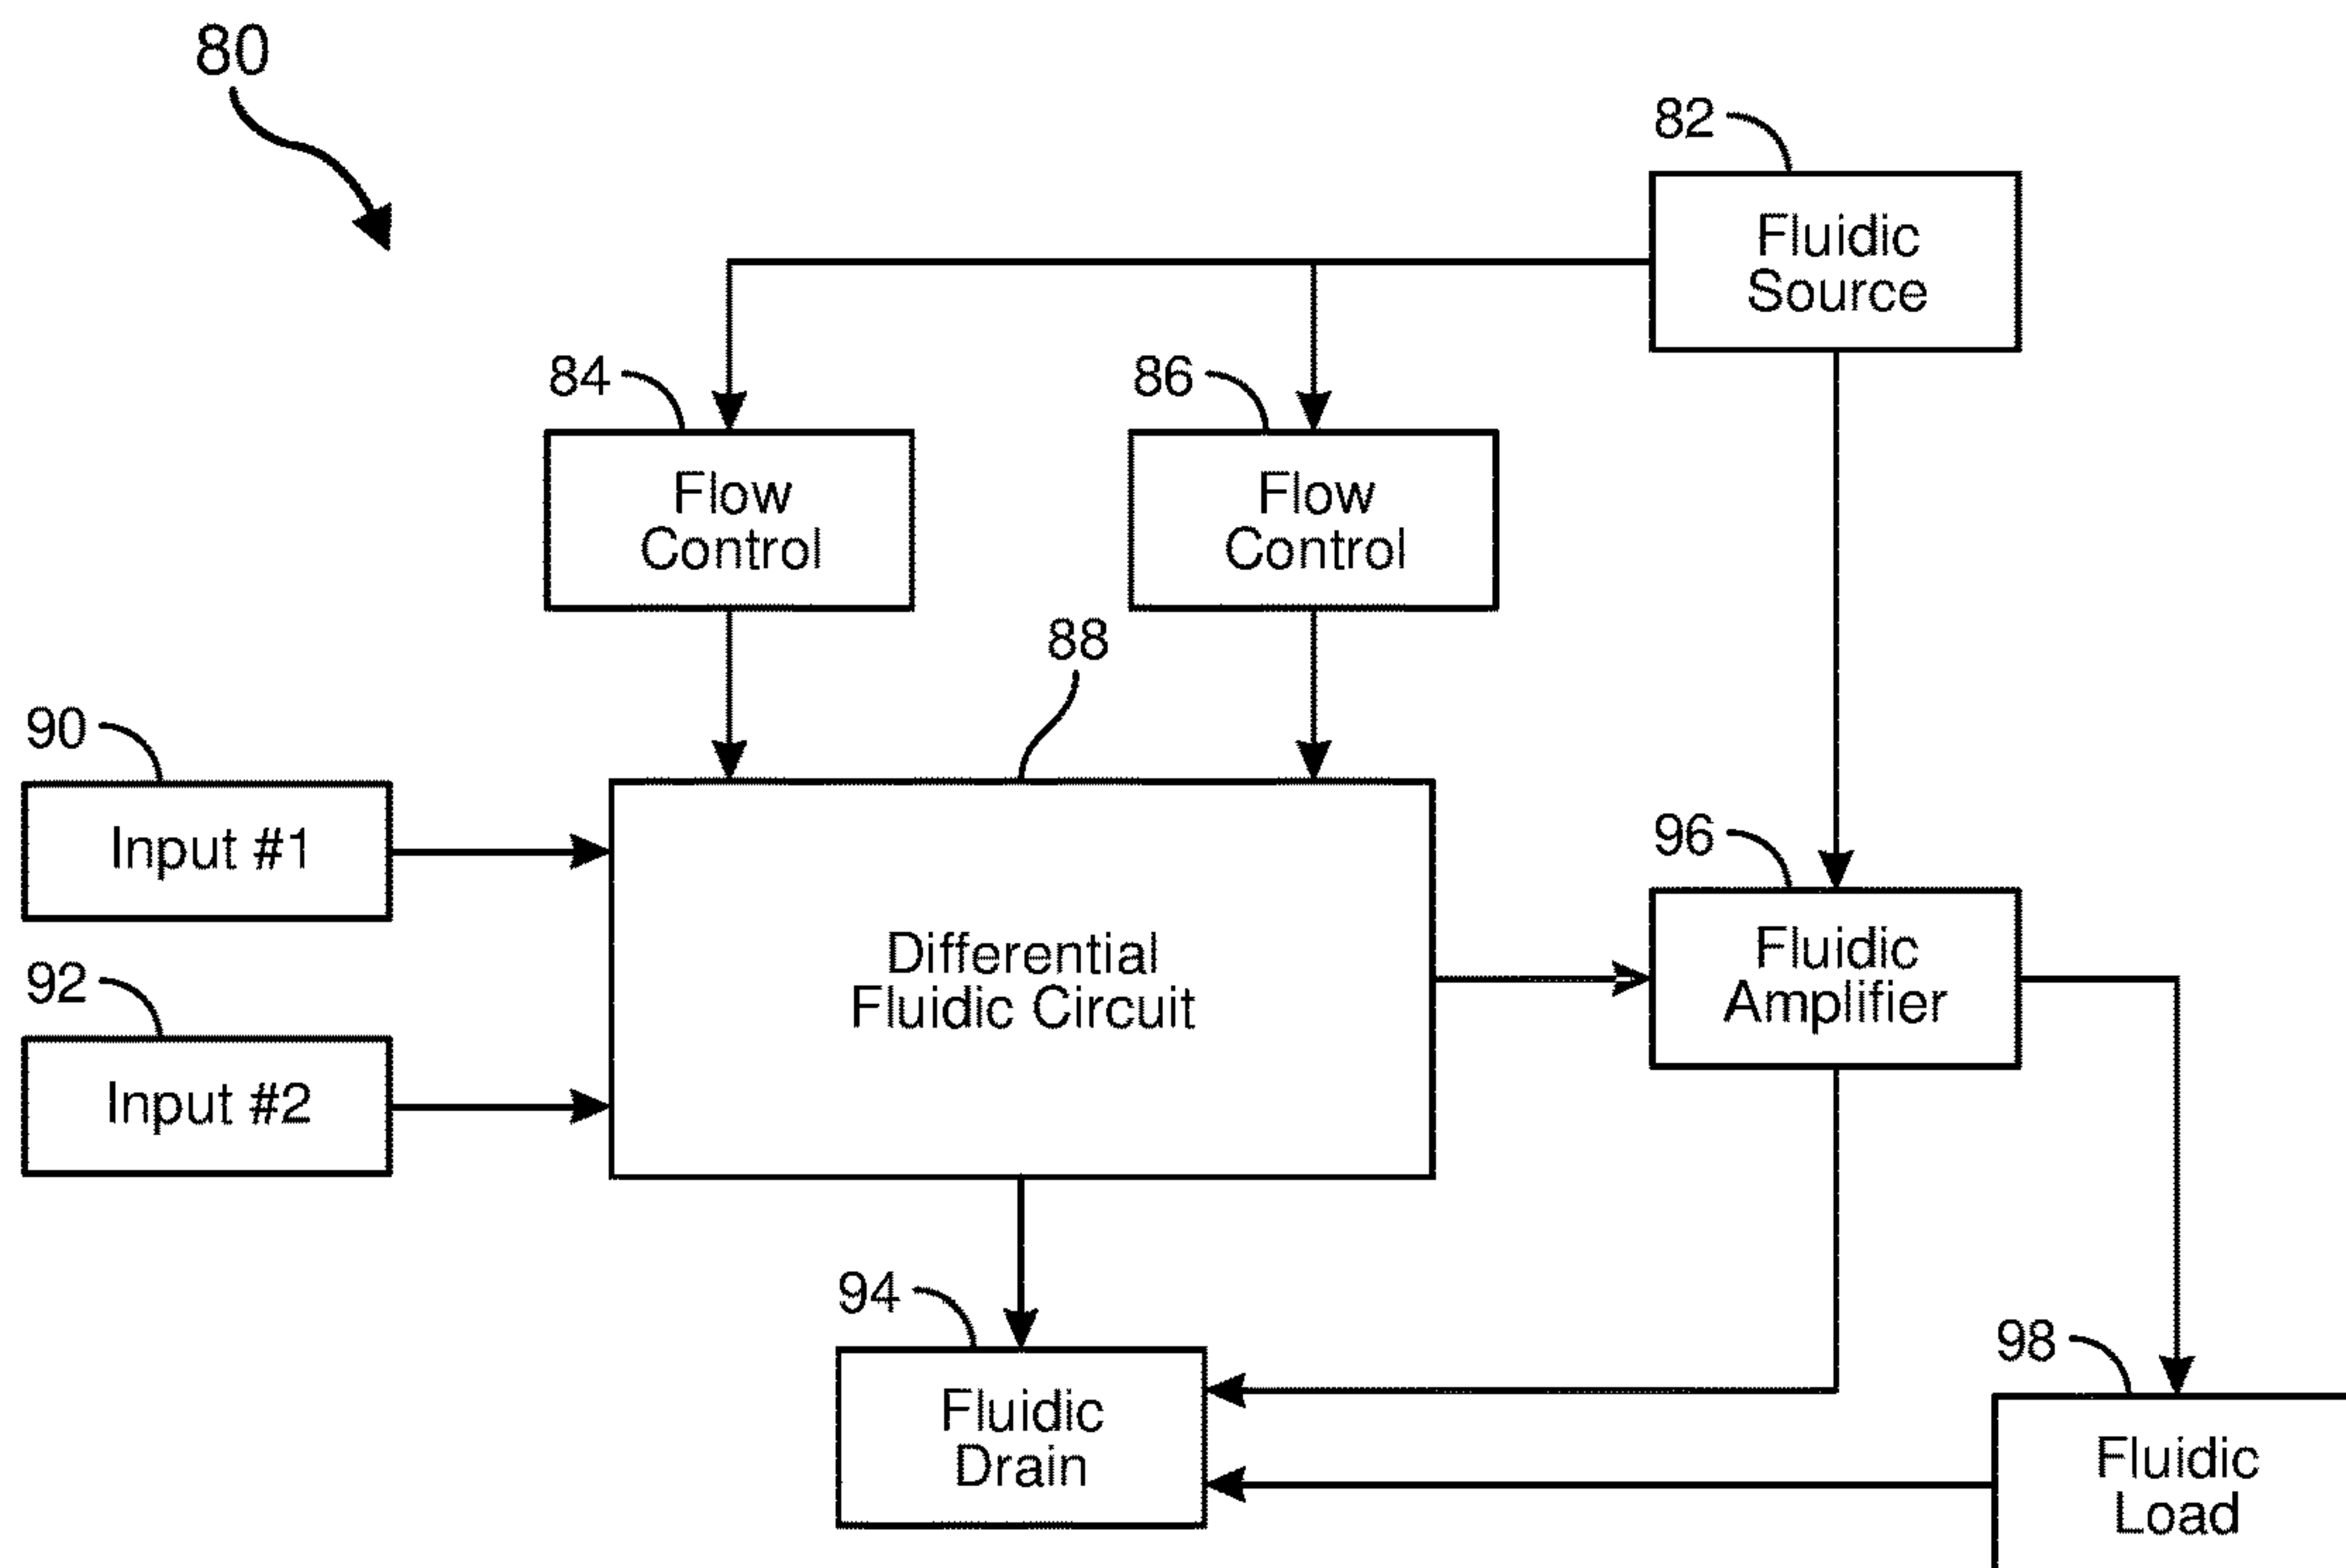 80
82
Fluidic
Source
84
86
Flow
Control
Flow
Control
88
90
Input #1
96
Differential
Fluidic Circuit
Fluidic
Amplifier
92
Input #2
94
98
Fluidic
Drain
Fluidic
Load